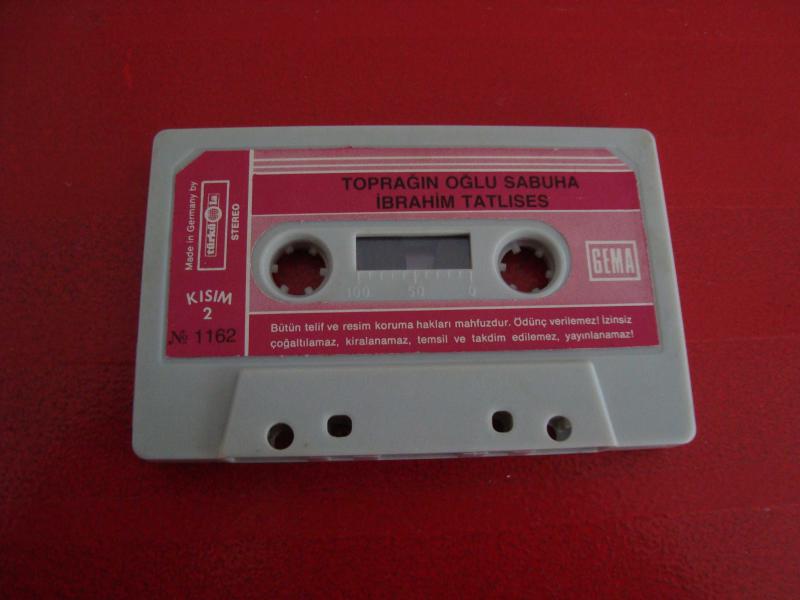 TOPRAĞIN OĞLU SABUHA
İBRAHİM TATLISES
Made in Germany by
türküola
STEREO
GEMA
KISIM
2
100 50 0
№ 1162
Bütün telif ve resim koruma hakları mahfuzdur. Ödünç verilemez! İzinsiz
çoğaltılamaz, kiralanamaz, temsil ve takdim edilemez, yayınlanamaz!